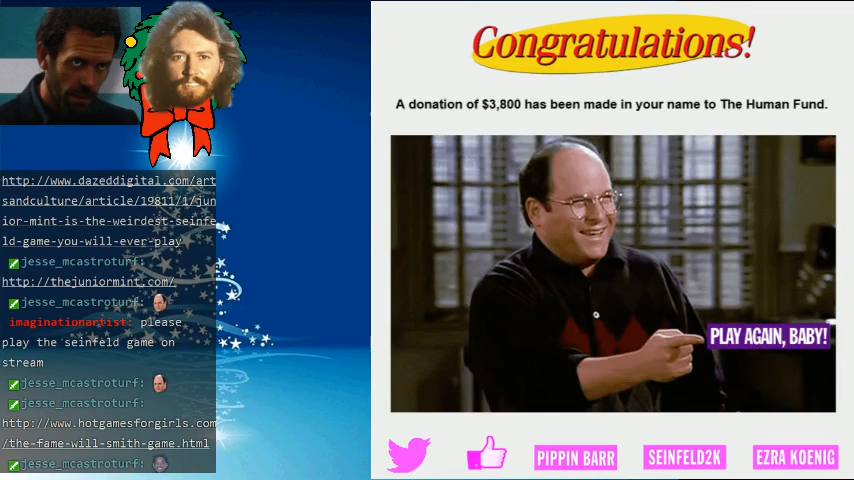 http://www.dazeddigital.com/art
sandculture/article/19811/1/jun
ior-mint-is-the-weirdest-seinfe
ld-game-you-will-ever-play
jesse_mcastroturf:
http://thejuniormint.com/
jesse_mcastroturf:
imaginationartist: please
play the seinfeld game on
stream
jesse_mcastroturf:
jesse_mcastroturf:
http://www.hotgamesforgirls.com
/the-fame-will-smith-game.html
jesse_mcastroturf:
Congratulations!
A donation of $3,800 has been made in your name to The Human Fund.
PLAY AGAIN, BABY!
PIPPIN BARR
SEINFELD2K
EZRA KOENIG